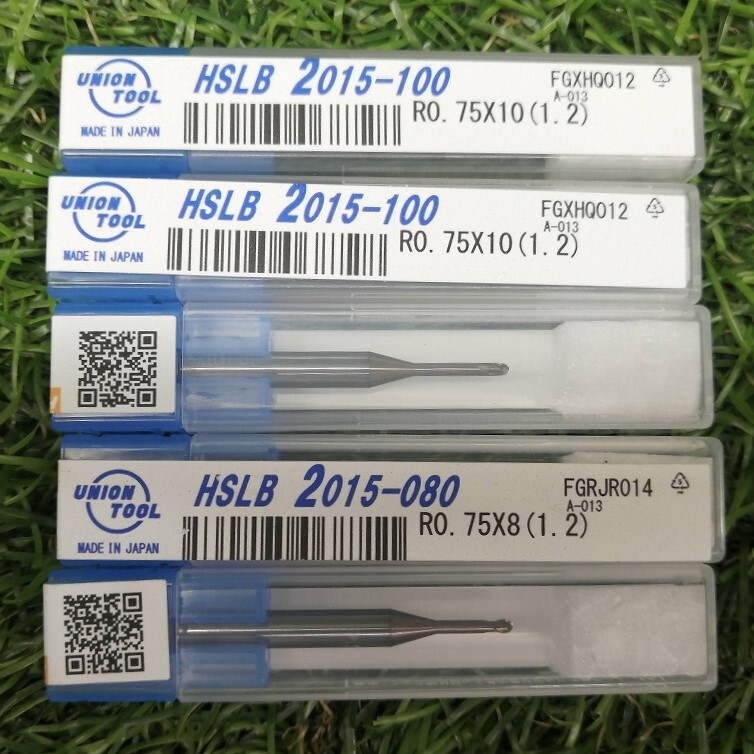 UNION TOOL
MADE IN JAPAN
HSLB 2015-100
FGXHQ012
A-013
R0.75X10(1.2)
UNION TOOL
MADE IN JAPAN
HSLB 2015-100
FGXHQ012
A-013
R0.75X10(1.2)
UNION TOOL
MADE IN JAPAN
HSLB 2015-080
FGRJR014
A-013
R0.75X8(1.2)